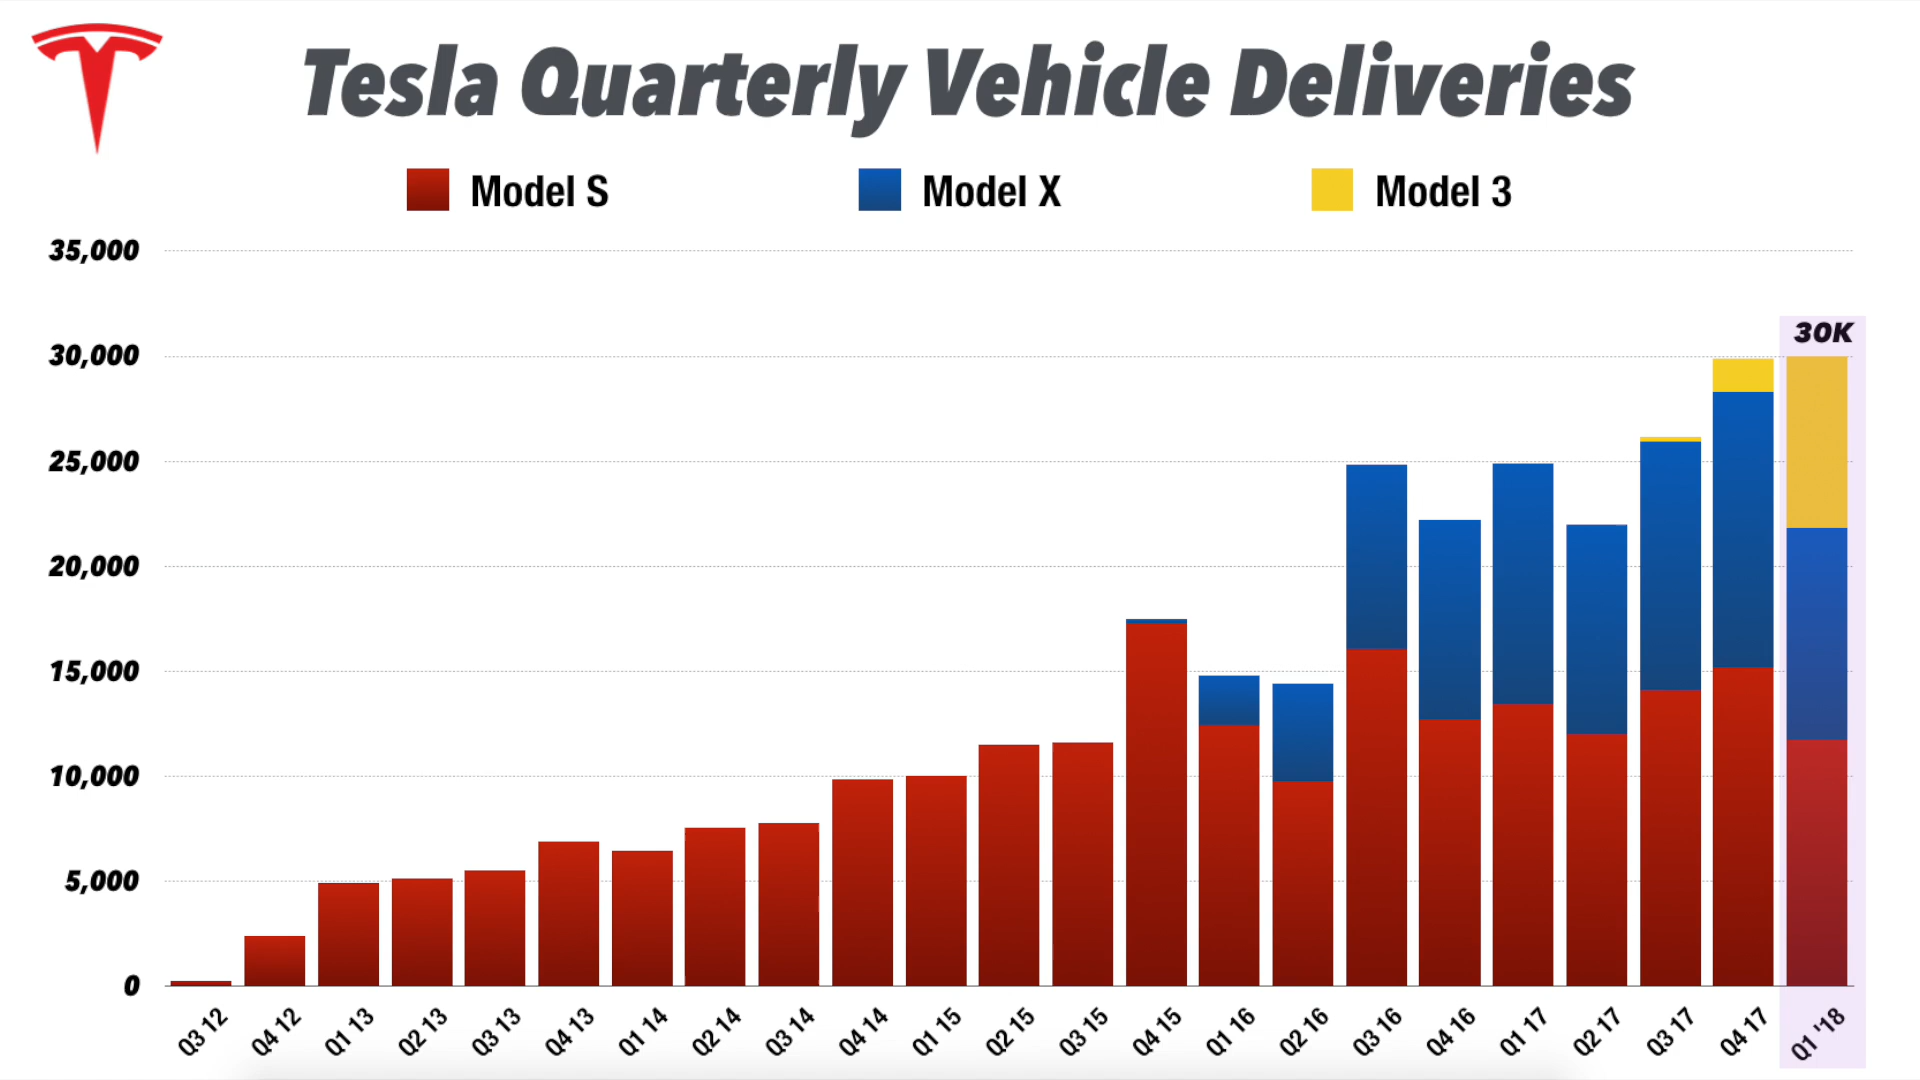 Tesla Quarterly Vehicle Deliveries
Model S Model X Model 3
35,000
30K
30,000
25,000
20,000
15,000
10,000
5,000
0
Q3 12 Q4 12 Q1 13 Q2 13 Q3 13 Q4 13 Q1 14 Q2 14 Q3 14 Q4 14 Q1 15 Q2 15 Q3 15 Q4 15 Q1 16 Q2 16 Q3 16 Q4 16 Q1 17 Q2 17 Q3 17 Q4 17 Q1 '18